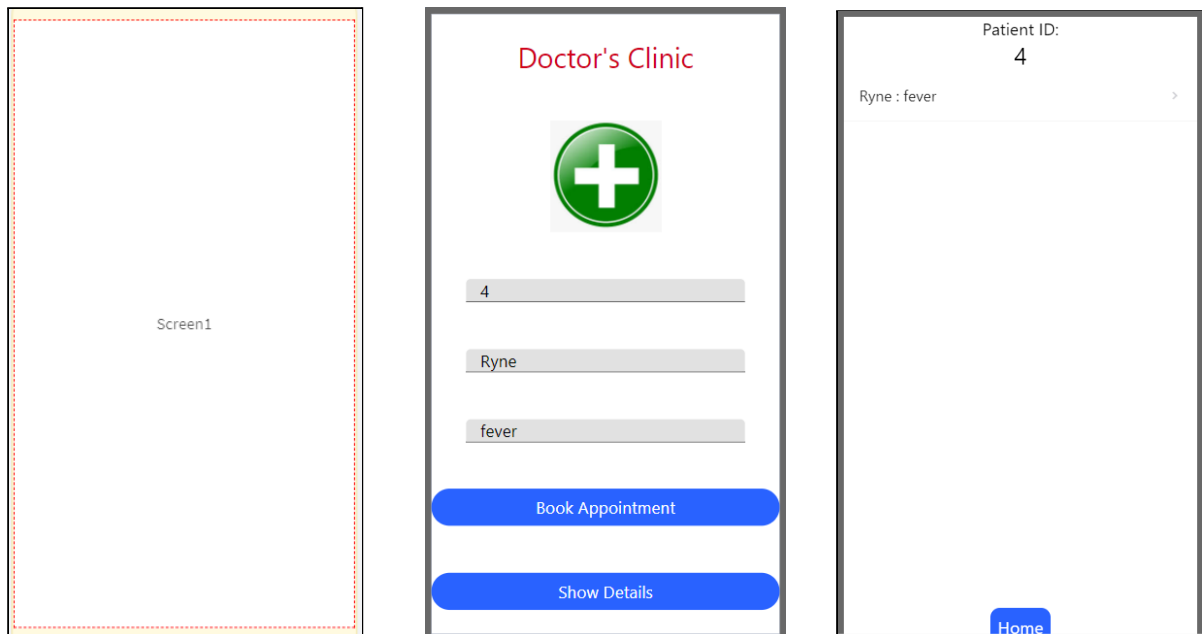 Screen1
Doctor's Clinic
4
Ryne
fever
Book Appointment
Show Details
Patient ID:
4
Ryne : fever
Home